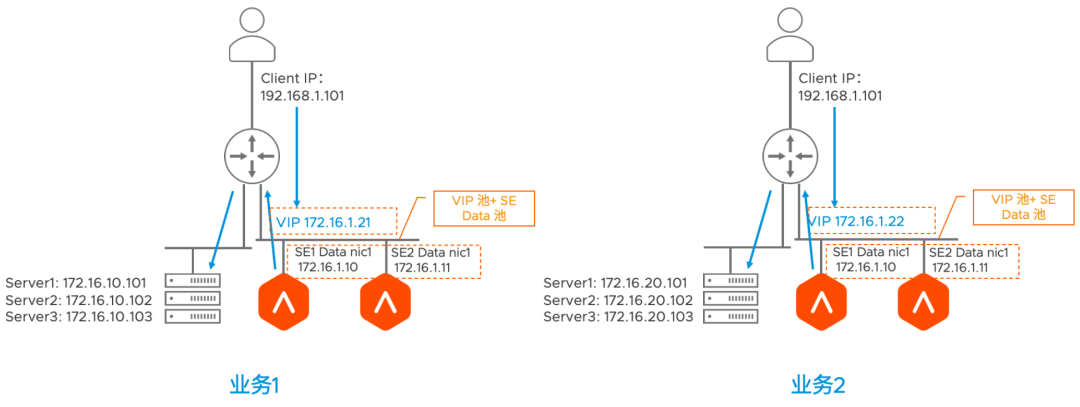 Client IP：
192.168.1.101
VIP 池+ SE
Data 池
VIP 172.16.1.21
SE1 Data nic1
172.16.1.10
SE2 Data nic1
172.16.1.11
Server1: 172.16.10.101
Server2: 172.16.10.102
Server3: 172.16.10.103
业务1
Client IP：
192.168.1.101
VIP 池+ SE
Data 池
VIP 172.16.1.22
SE1 Data nic1
172.16.1.10
SE2 Data nic1
172.16.1.11
Server1: 172.16.20.101
Server2: 172.16.20.102
Server3: 172.16.20.103
业务2